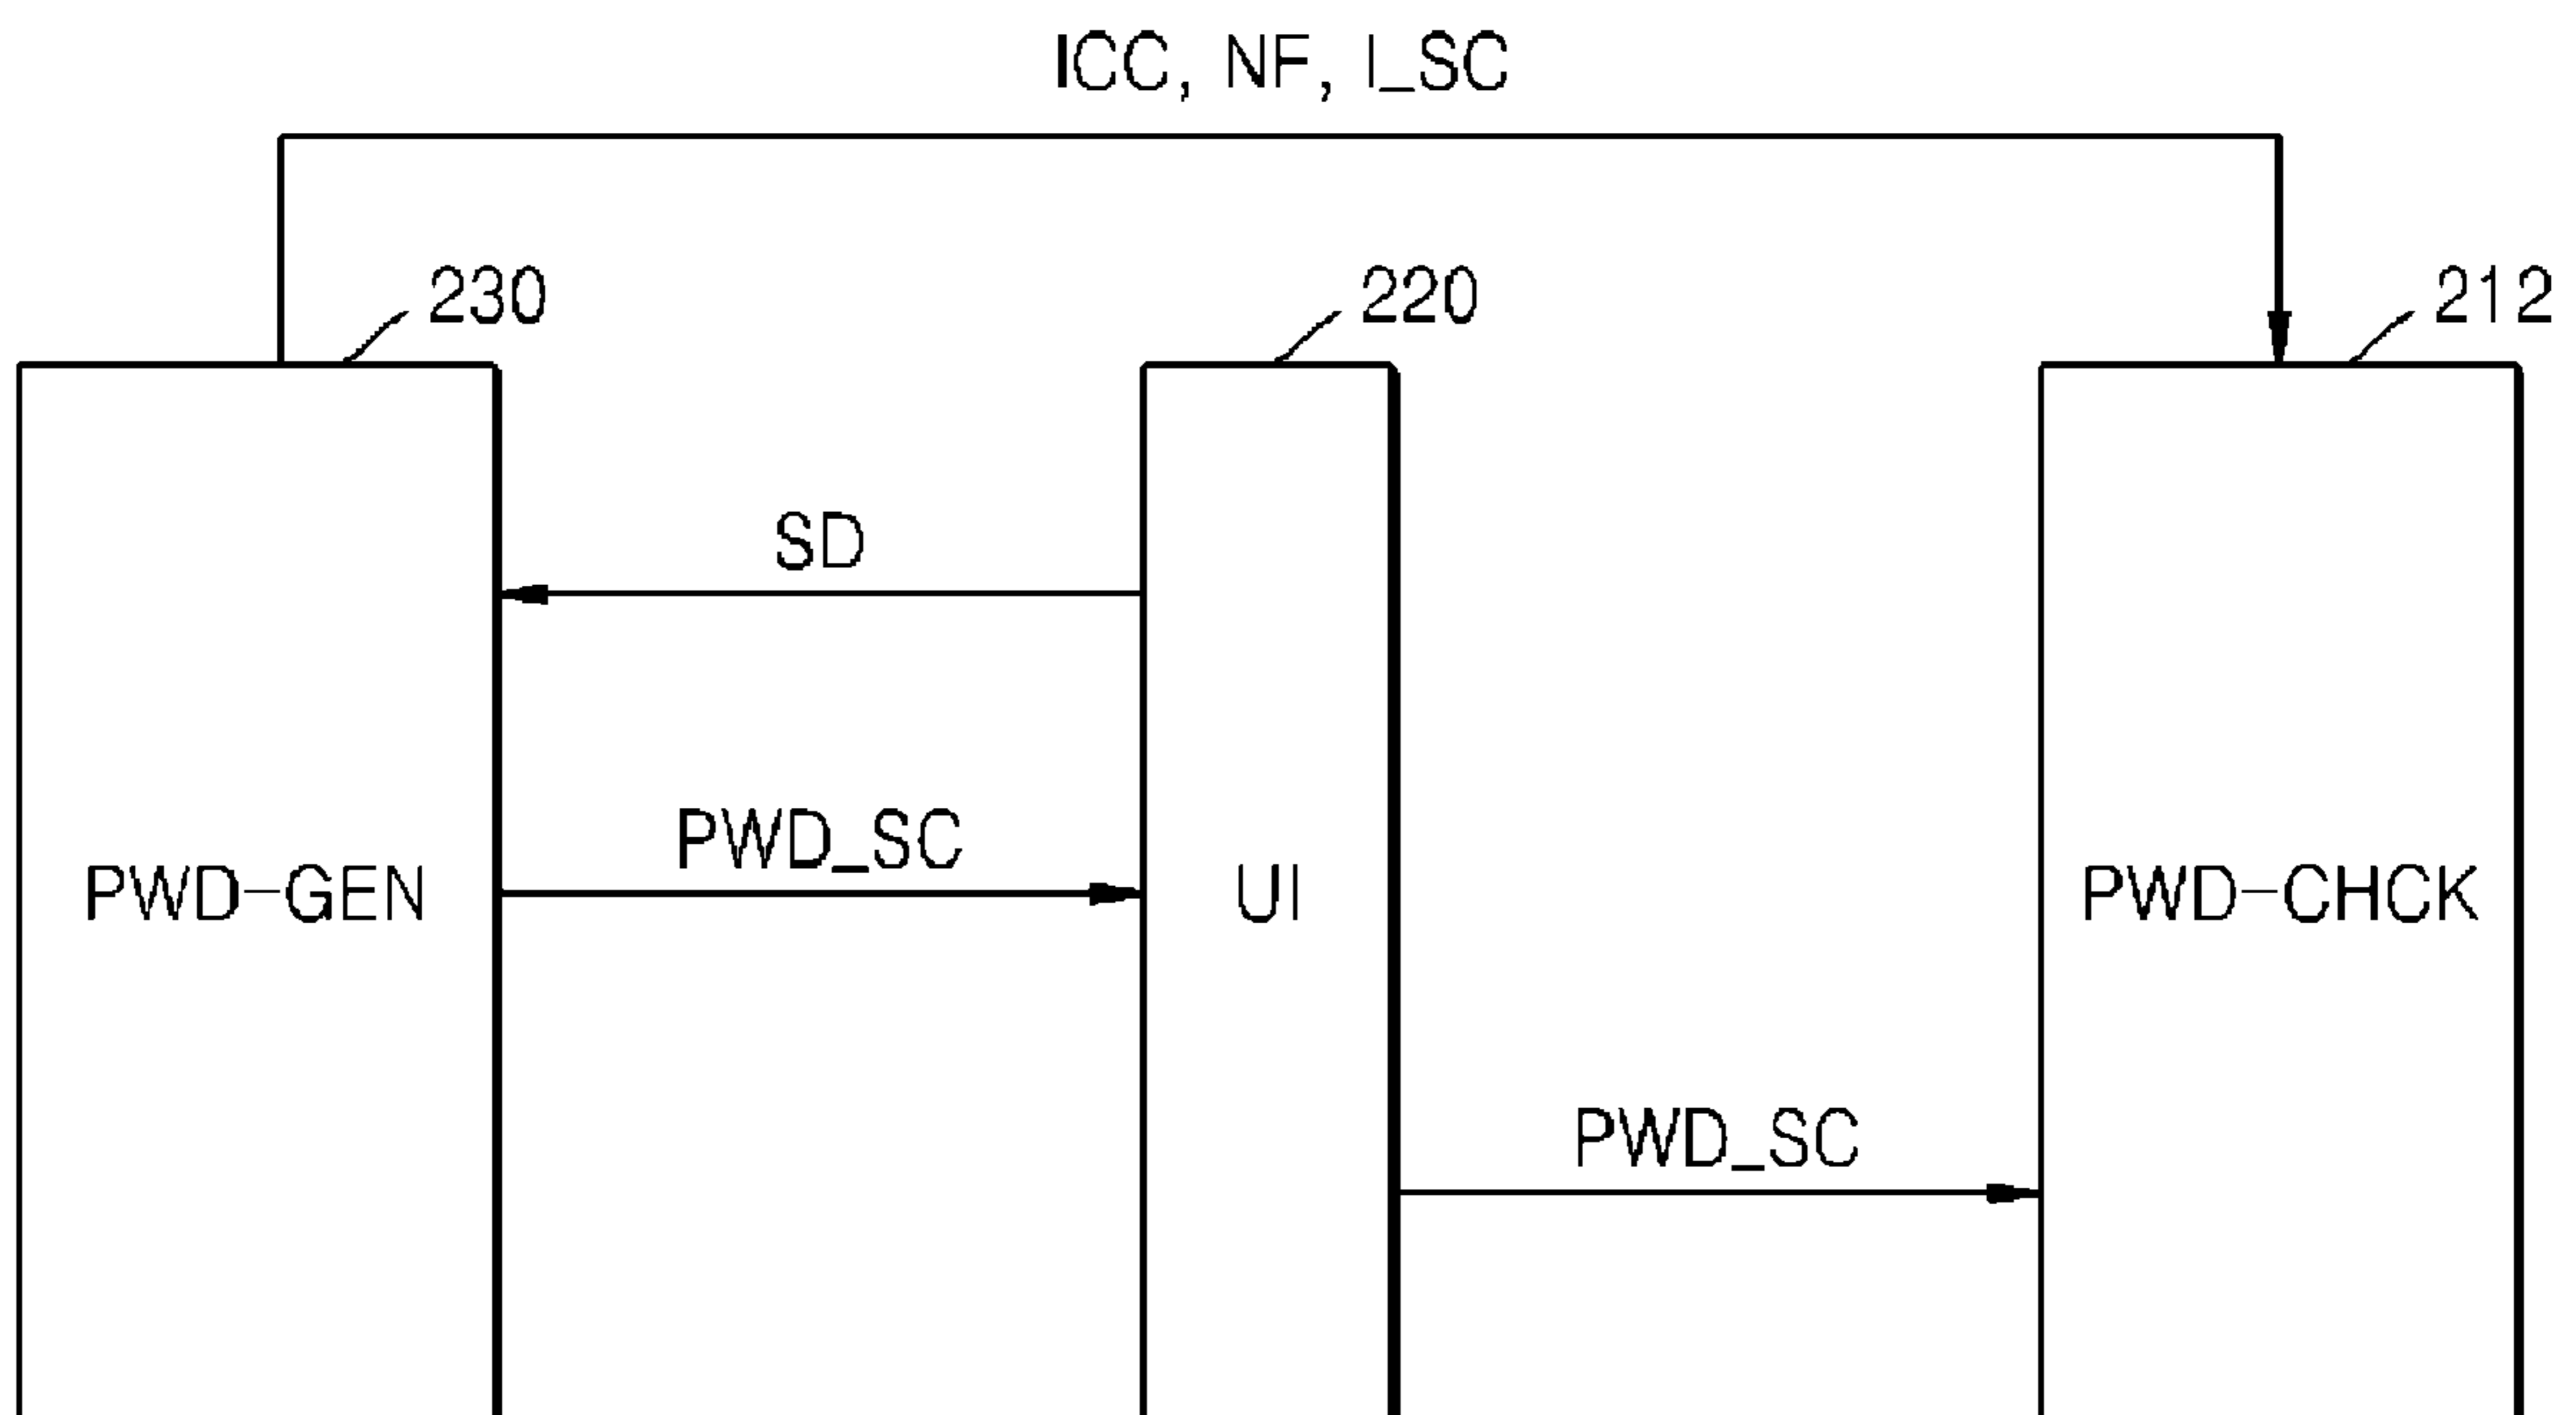 ICC, NF, I_SC
230
220
212
SD
PWD_SC
PWD-GEN
UI
PWD-CHCK
PWD_SC